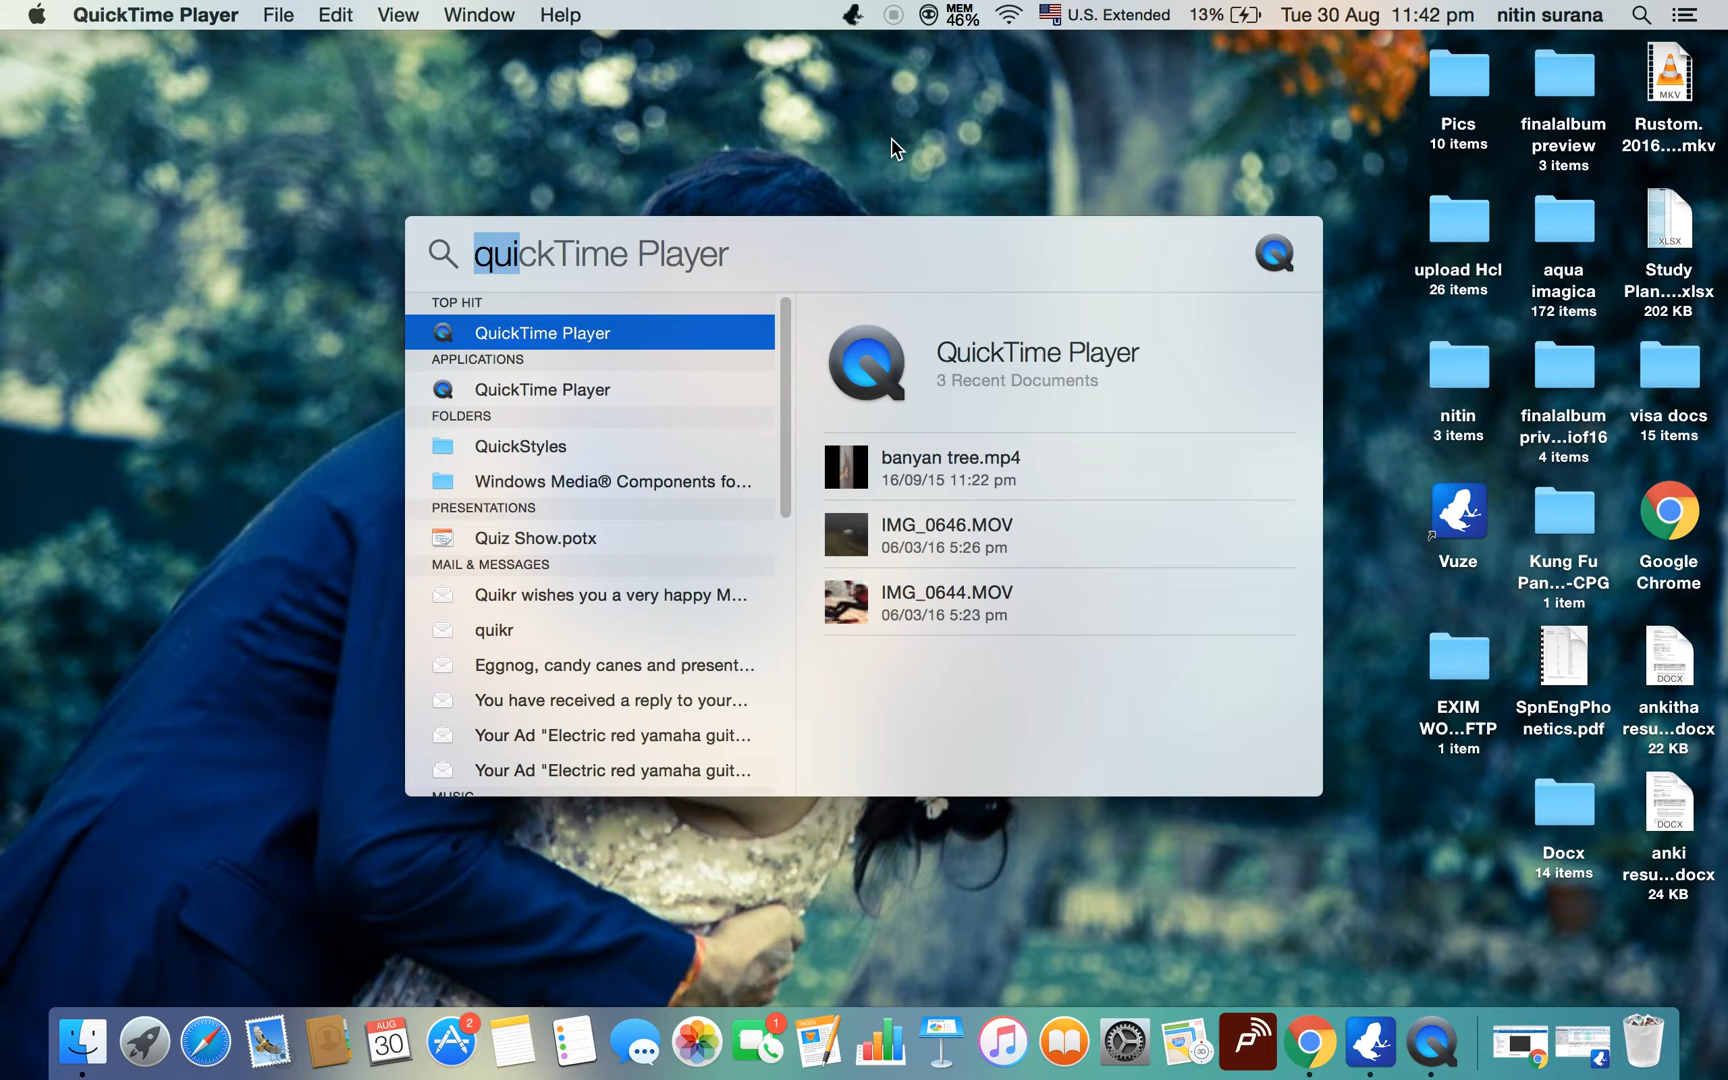 QuickTime Player File Edit View Window Help MEM 46% U.S. Extended 13% Tue 30 Aug 11:42 pm nitin surana
quickTime Player
TOP HIT
QuickTime Player
APPLICATIONS
QuickTime Player
FOLDERS
QuickStyles
Windows Media® Components fo...
PRESENTATIONS
Quiz Show.potx
MAIL & MESSAGES
Quikr wishes you a very happy M...
quikr
Eggnog, candy canes and present...
You have received a reply to your...
Your Ad "Electric red yamaha guit...
Your Ad "Electric red yamaha guit...
MUSIC
QuickTime Player
3 Recent Documents
banyan tree.mp4
16/09/15 11:22 pm
IMG_0646.MOV
06/03/16 5:26 pm
IMG_0644.MOV
06/03/16 5:23 pm
Pics
10 items
finalalbum
preview
3 items
MKV
Rustom.
2016....mkv
upload Hcl
26 items
aqua
imagica
172 items
XLSX
Study
Plan....xlsx
202 KB
nitin
3 items
finalalbum
priv...iof16
4 items
visa docs
15 items
Vuze
Kung Fu
Pan...-CPG
1 item
Google
Chrome
EXIM
WO...FTP
1 item
SpnEngPho
netics.pdf
DOCX
ankitha
resu...docx
22 KB
Docx
14 items
DOCX
anki
resu...docx
24 KB
AUG
30
2
1
PAGES
30